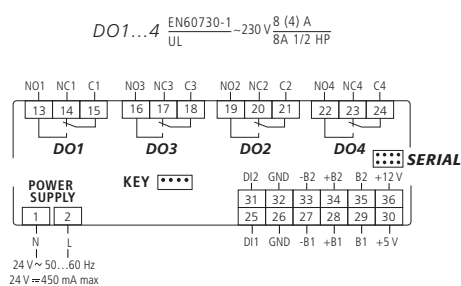 DO1...4 EN60730-1 ~230 V 8 (4) A
UL 8A 1/2 HP
NO1 NC1 C1 NO3 NC3 C3 NO2 NC2 C2 NO4 NC4 C4
13 14 15 16 17 18 19 20 21 22 23 24
DO1 DO3 DO2 DO4
SERIAL
KEY
DI2 GND -B2 +B2 B2 +12 V
POWER
SUPPLY
31 32 33 34 35 36
1 2 25 26 27 28 29 30
N L DI1 GND -B1 +B1 B1 +5 V
24 V ~ 50...60 Hz
24 V ⎓ 450 mA max